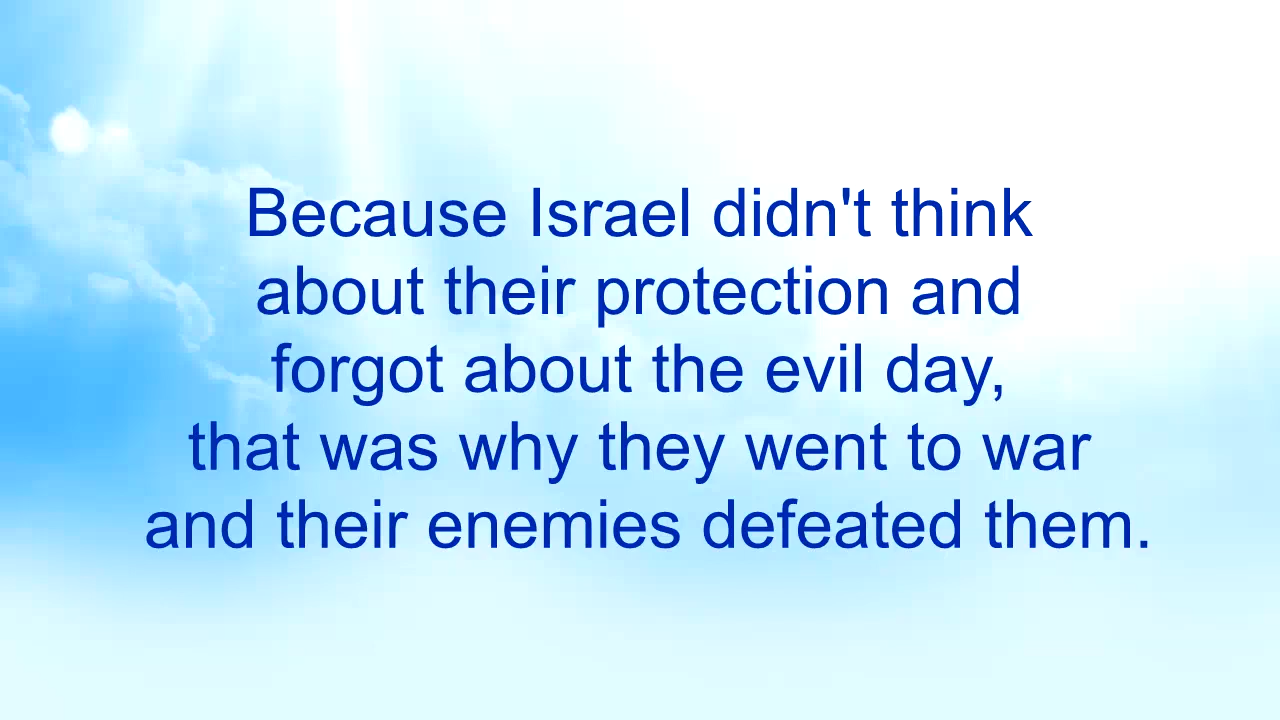 Because Israel didn't think
about their protection and
forgot about the evil day,
that was why they went to war
and their enemies defeated them.